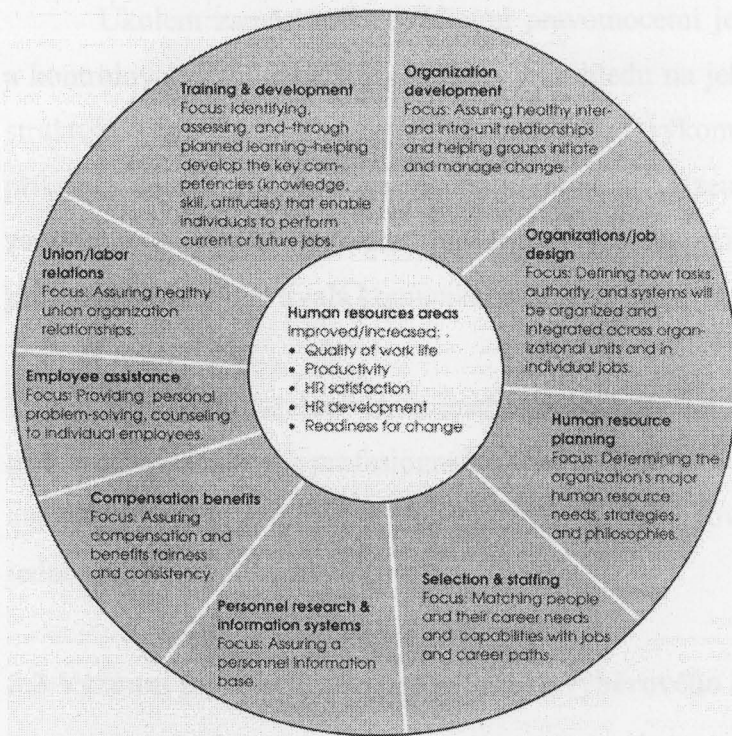 Training & development
Focus: Identifying,
assessing, and-through
planned learning-helping
develop the key com-
petencies (knowledge,
skill, attitudes) that enable
individuals to perform
current or future jobs.
Organization
development
Focus: Assuring healthy inter-
and intra-unit relationships
and helping groups initiate
and manage change.
Organizations/job
design
Focus: Defining how tasks,
authority, and systems will
be organized and
integrated across organ-
izational units and in
individual jobs.
Human resource
planning
Focus: Determining the
organization's major
human resource
needs, strategies,
and philosophies.
Selection & staffing
Focus: Matching people
and their career needs
and capabilities with jobs
and career paths.
Personnel research &
information systems
Focus: Assuring a
personnel information
base.
Compensation benefits
Focus: Assuring
compensation and
benefits fairness
and consistency.
Employee assistance
Focus: Providing personal
problem-solving, counseling
to individual employees.
Union/labor
relations
Focus: Assuring healthy
union organization
relationships.
Human resources areas
improved/increased:
• Quality of work life
• Productivity
• HR satisfaction
• HR development
• Readiness for change